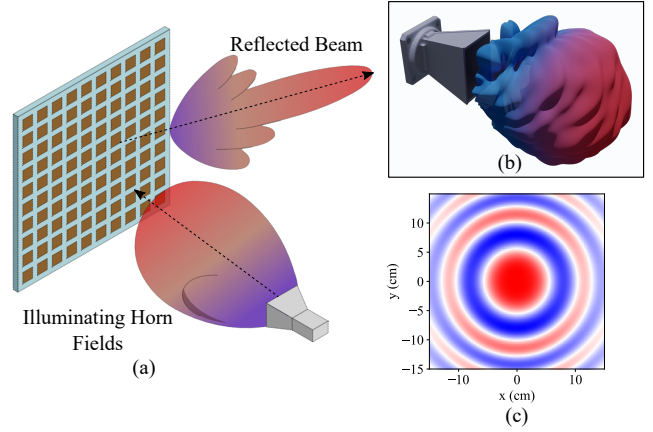 Reflected Beam
Illuminating Horn
Fields
(a)
(b)
10
5
0
−5
−10
−15
y (cm)
−10
0
10
x (cm)
(c)